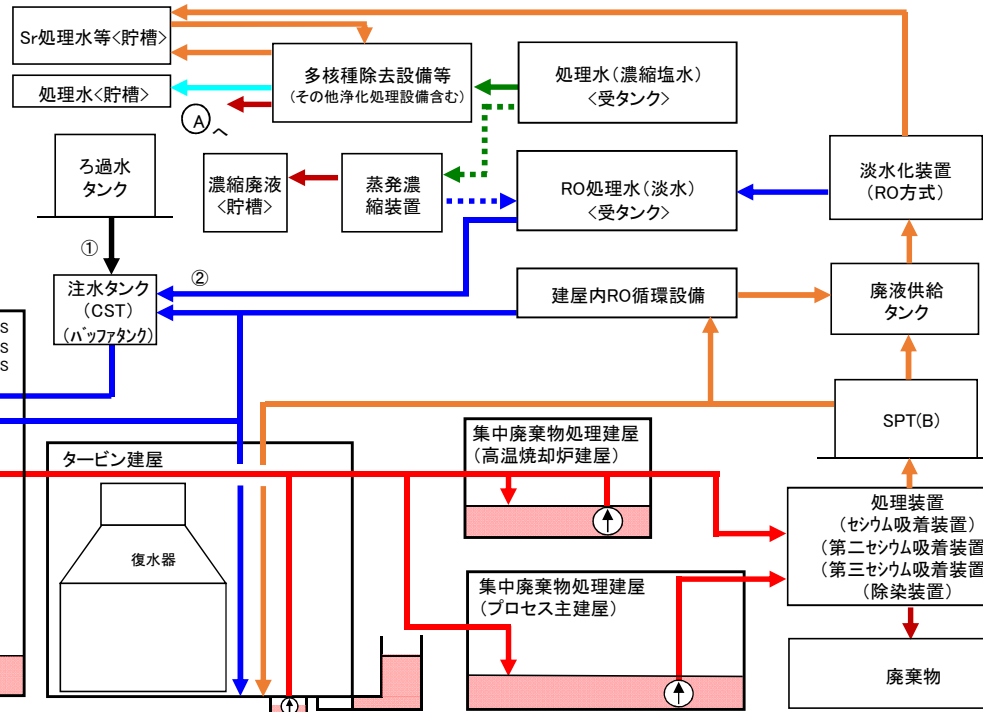 Sr処理水等<貯槽>
処理水<貯槽>
多核種除去設備等
(その他浄化処理設備含む)
処理水(濃縮塩水)
<受タンク>
A へ
ろ過水
タンク
濃縮廃液
<貯槽>
蒸発濃
縮装置
RO処理水(淡水)
<受タンク>
淡水化装置
(RO方式)
①
②
注水タンク
(CST)
(バッファタンク)
建屋内RO循環設備
廃液供給
タンク
S
S
S
SPT(B)
タービン建屋
復水器
集中廃棄物処理建屋
(高温焼却炉建屋)
集中廃棄物処理建屋
(プロセス主建屋)
処理装置
(セシウム吸着装置)
(第二セシウム吸着装置
(第三セシウム吸着装置
(除染装置)
廃棄物